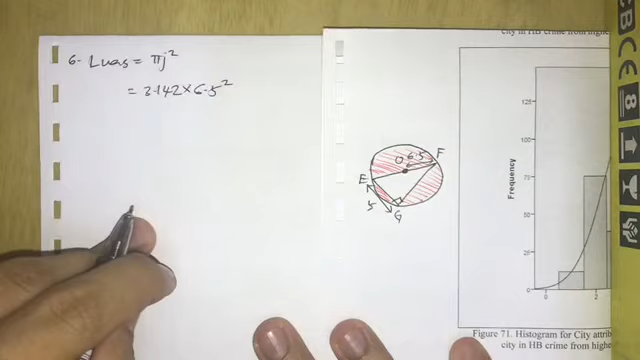 6. Luas = πj²
= 3.142 × 6.5²
E
O
6.5
F
5
G
city in HB crime from highe
Frequency
125
100
75
50
25
0
0
2
Figure 71. Histogram for City attrib
city in HB crime from highe